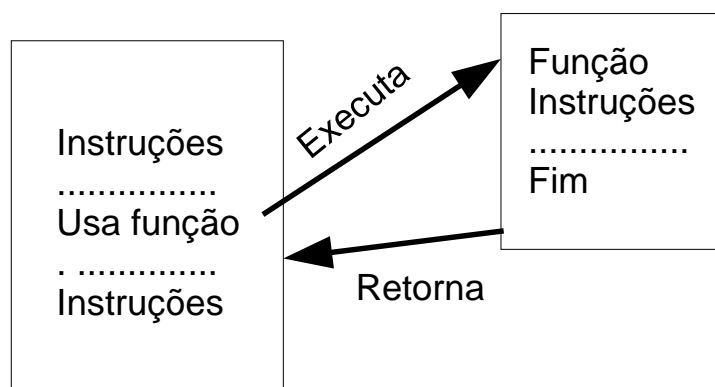 Instruções
................
Usa função
. ..............
Instruções
Executa
Função
Instruções
................
Fim
Retorna